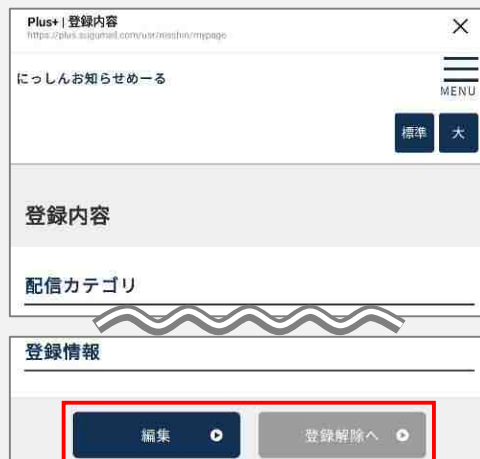 Plus+ | 登録内容
https://plus.sugumail.com/usr/nisshin/mypage
にっしんお知らせめーる
MENU
標準 大
登録内容
配信カテゴリ
登録情報
編集
登録解除へ